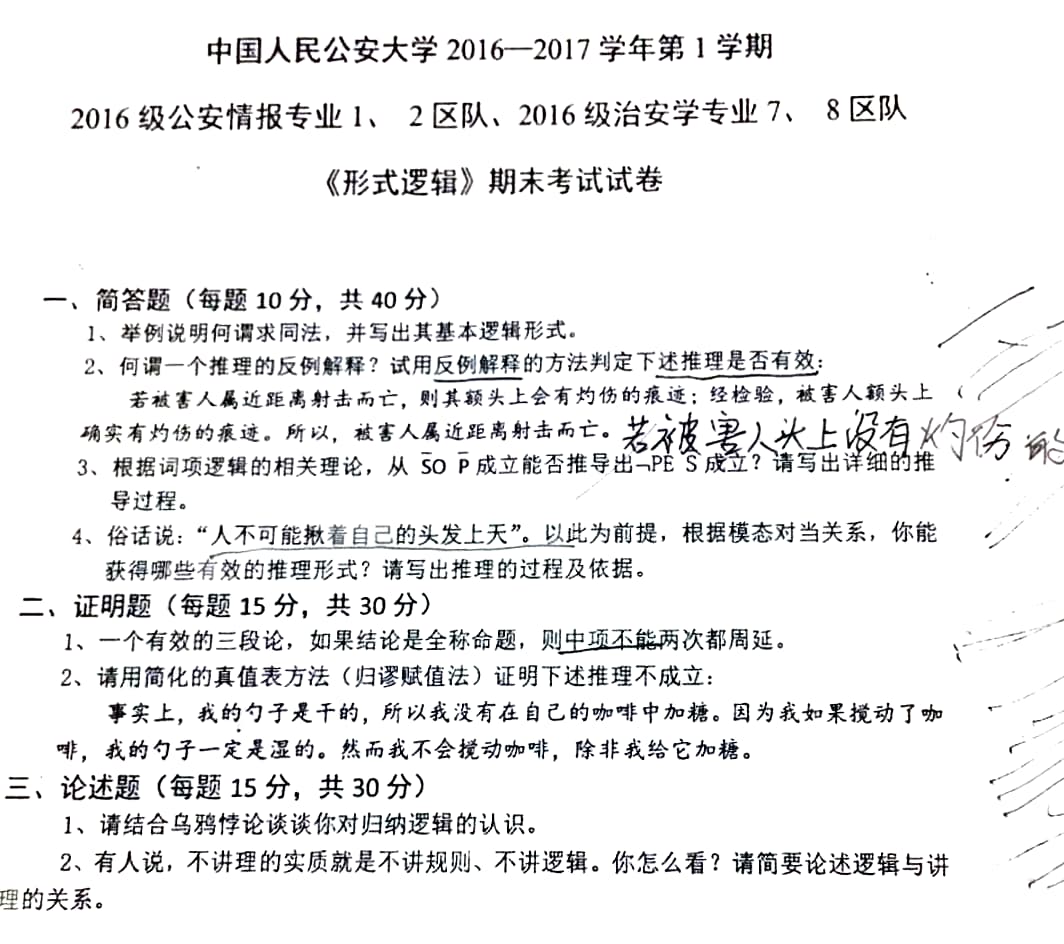 中国人民公安大学 2016—2017 学年第 1 学期
2016 级公安情报专业 1、 2 区队、2016 级治安学专业 7、 8 区队
《形式逻辑》期末考试试卷
一、简答题（每题 10 分，共 40 分）
1、举例说明何谓求同法，并写出其基本逻辑形式。
2、何谓一个推理的反例解释？试用反例解释的方法判定下述推理是否有效：
若被害人属近距离射击而亡，则其额头上会有灼伤的痕迹；经检验，被害人额头上
确实有灼伤的痕迹。所以，被害人属近距离射击而亡。若被害人头上没有灼伤
3、根据词项逻辑的相关理论，从 S̅O P̅ 成立能否推导出¬PE S̅ 成立？请写出详细的推
导过程。
4、俗话说：“人不可能揪着自己的头发上天”。以此为前提，根据模态对当关系，你能
获得哪些有效的推理形式？请写出推理的过程及依据。
二、证明题（每题 15 分，共 30 分）
1、一个有效的三段论，如果结论是全称命题，则中项不能两次都周延。
2、请用简化的真值表方法（归谬赋值法）证明下述推理不成立：
事实上，我的勺子是干的，所以我没有在自己的咖啡中加糖。因为我如果搅动了咖
啡，我的勺子一定是湿的。然而我不会搅动咖啡，除非我给它加糖。
三、论述题（每题 15 分，共 30 分）
1、请结合乌鸦悖论谈谈你对归纳逻辑的认识。
2、有人说，不讲理的实质就是不讲规则、不讲逻辑。你怎么看？请简要论述逻辑与讲
理的关系。